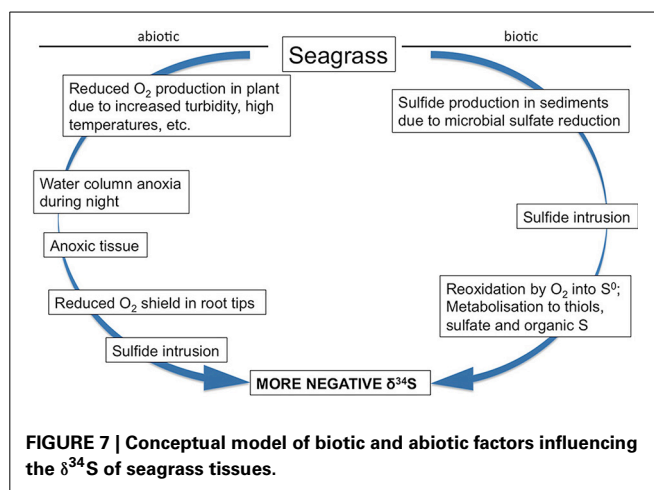 abiotic
Seagrass
biotic
Reduced O₂ production in plant
due to increased turbidity, high
temperatures, etc.
Water column anoxia
during night
Anoxic tissue
Reduced O₂ shield in root tips
Sulfide intrusion
Sulfide production in sediments
due to microbial sulfate reduction
Sulfide intrusion
Reoxidation by O₂ into S⁰;
Metabolisation to thiols,
sulfate and organic S
MORE NEGATIVE δ³⁴S
FIGURE 7 | Conceptual model of biotic and abiotic factors influencing
the δ³⁴S of seagrass tissues.